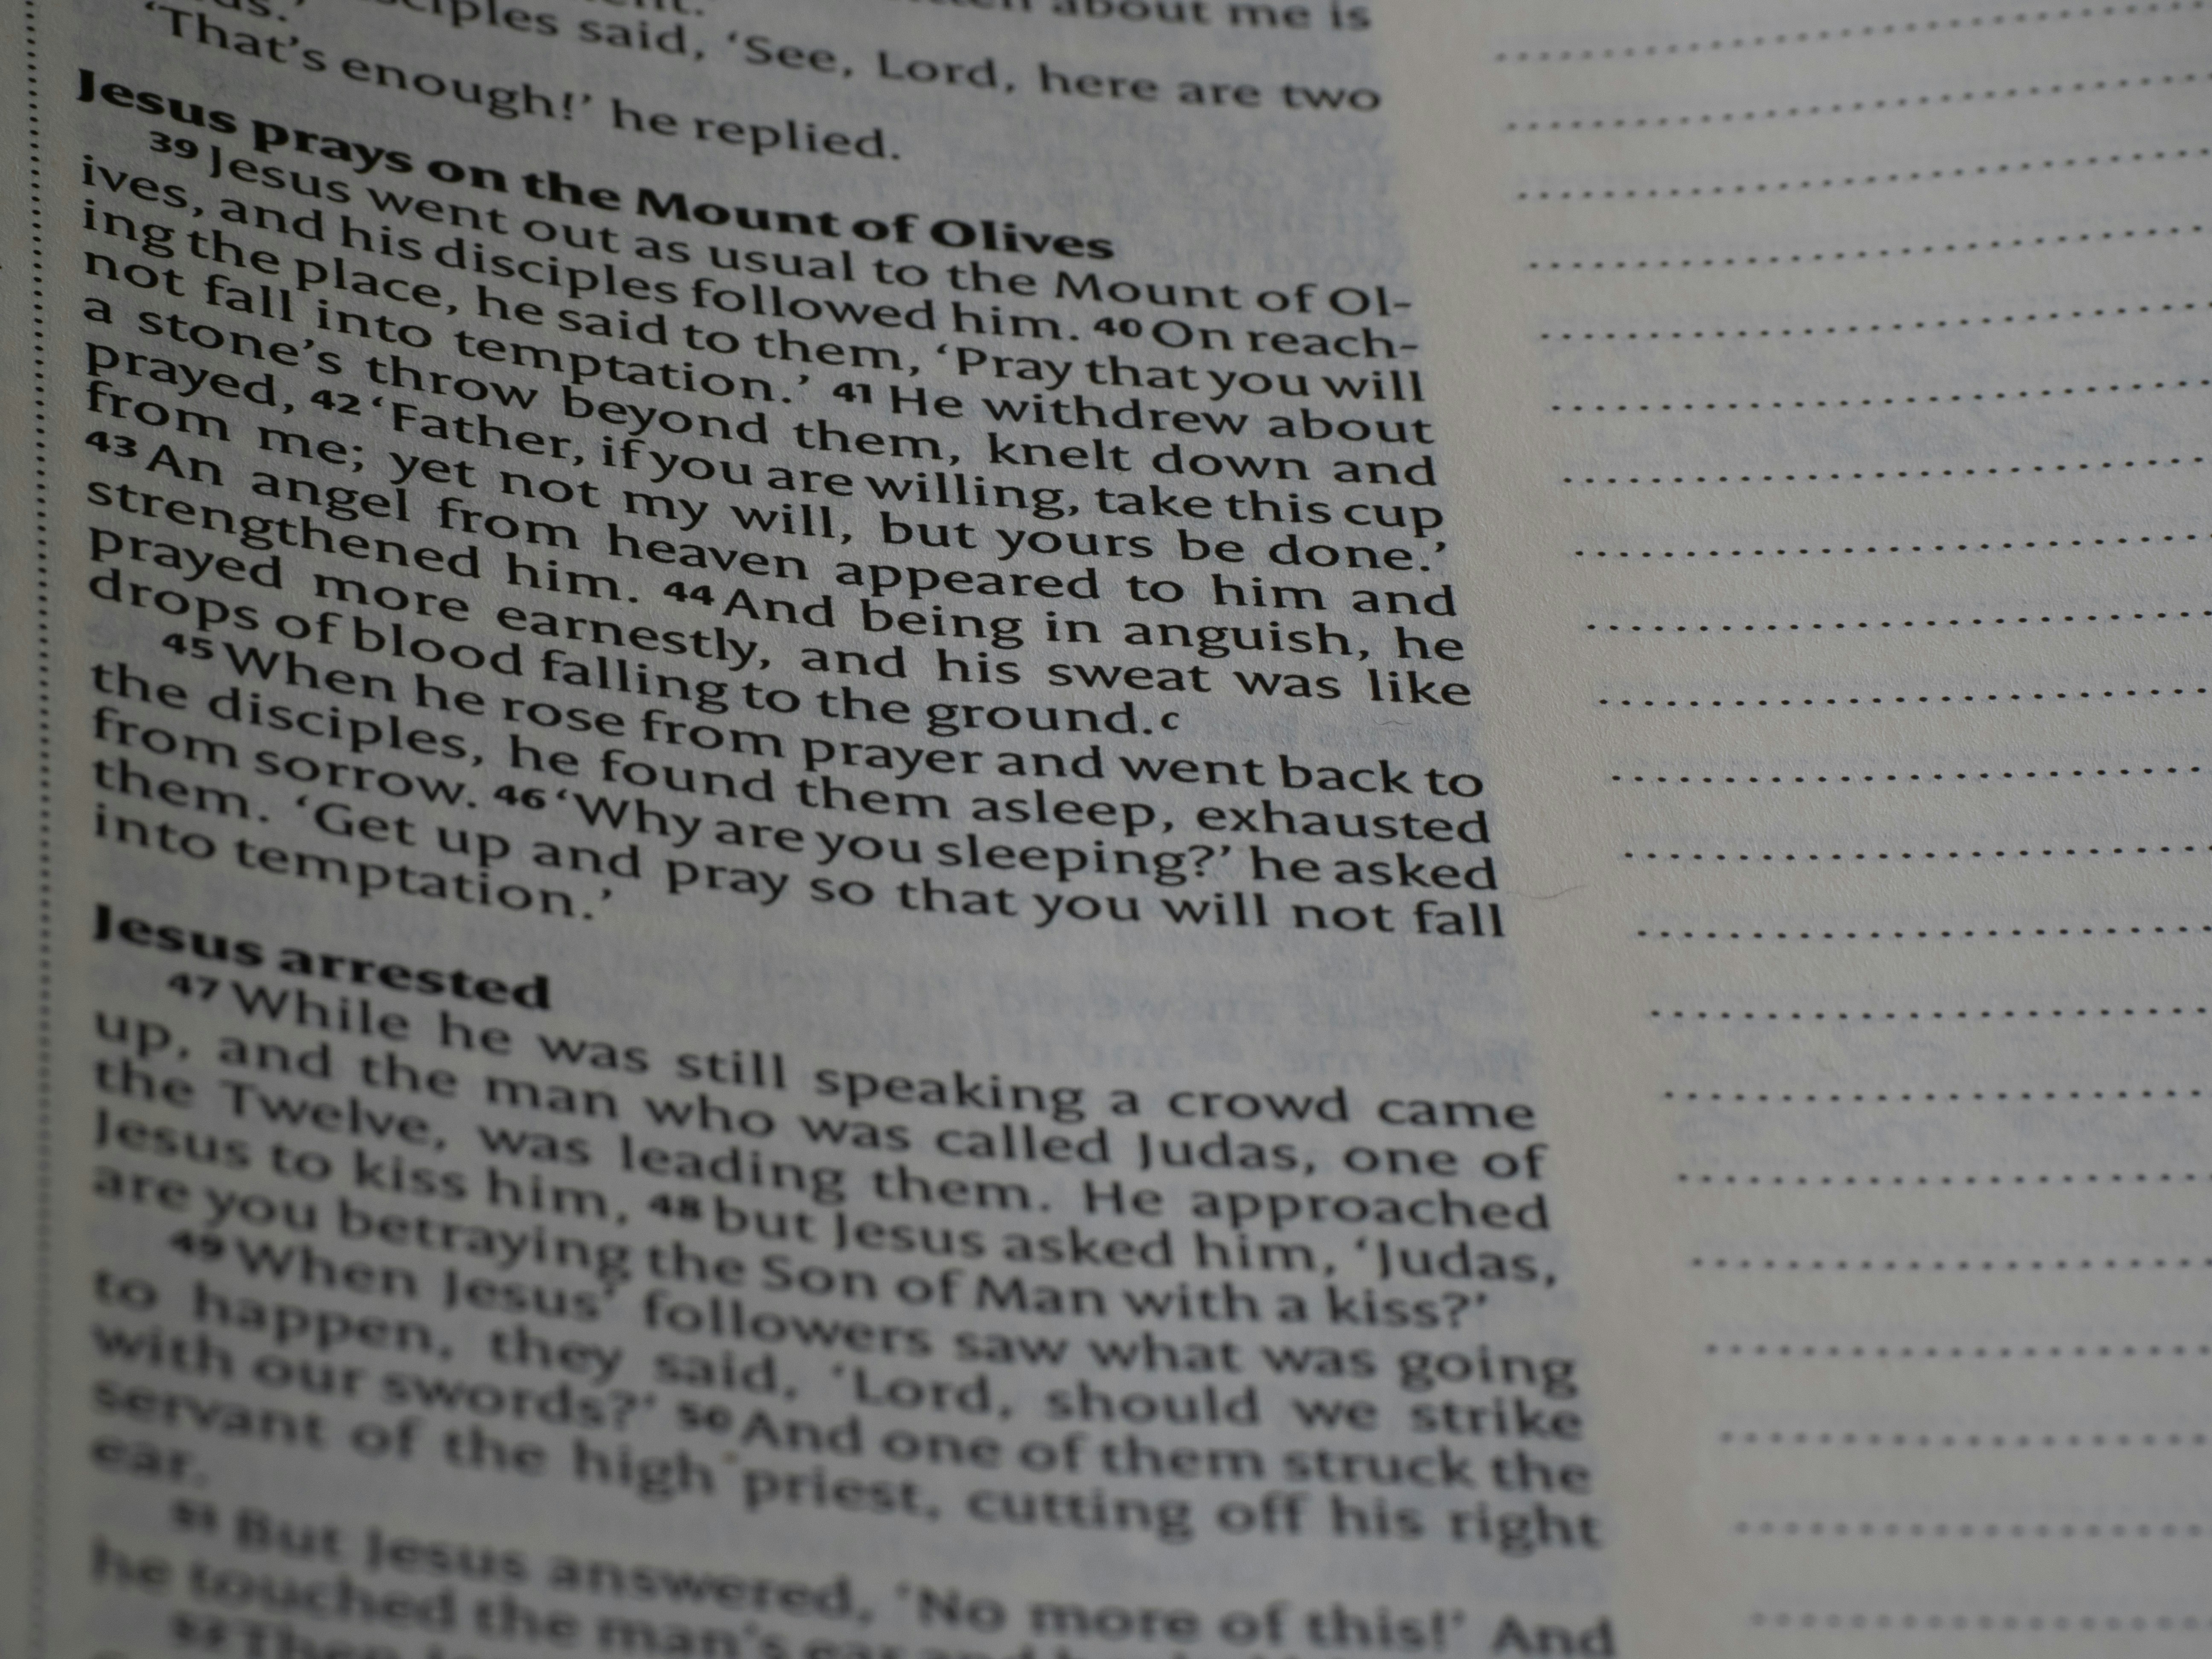 about me is
disciples said, ‘See, Lord, here are two
‘That’s enough!’ he replied.
Jesus prays on the Mount of Olives
39 Jesus went out as usual to the Mount of Ol-
ives, and his disciples followed him. 40 On reach-
ing the place, he said to them, ‘Pray that you will
not fall into temptation.’ 41 He withdrew about
a stone’s throw beyond them, knelt down and
prayed, 42 ‘Father, if you are willing, take this cup
from me; yet not my will, but yours be done.’
43 An angel from heaven appeared to him and
strengthened him. 44 And being in anguish, he
prayed more earnestly, and his sweat was like
drops of blood falling to the ground.c
45 When he rose from prayer and went back to
the disciples, he found them asleep, exhausted
from sorrow. 46 ‘Why are you sleeping?’ he asked
them. ‘Get up and pray so that you will not fall
into temptation.’
Jesus arrested
47 While he was still speaking a crowd came
up, and the man who was called Judas, one of
the Twelve, was leading them. He approached
Jesus to kiss him, 48 but Jesus asked him, ‘Judas,
are you betraying the Son of Man with a kiss?’
49 When Jesus’ followers saw what was going
to happen, they said, ‘Lord, should we strike
with our swords?’ 50 And one of them struck the
servant of the high priest, cutting off his right
ear.
51 But Jesus answered, ‘No more of this!’ And
he touched the man’s ear and